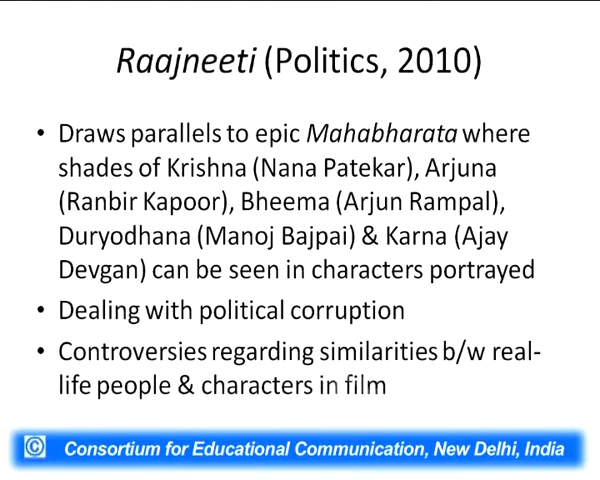 Raajneeti (Politics, 2010)
• Draws parallels to epic Mahabharata where
shades of Krishna (Nana Patekar), Arjuna
(Ranbir Kapoor), Bheema (Arjun Rampal),
Duryodhana (Manoj Bajpai) & Karna (Ajay
Devgan) can be seen in characters portrayed
• Dealing with political corruption
• Controversies regarding similarities b/w real-
life people & characters in film
© Consortium for Educational Communication, New Delhi, India